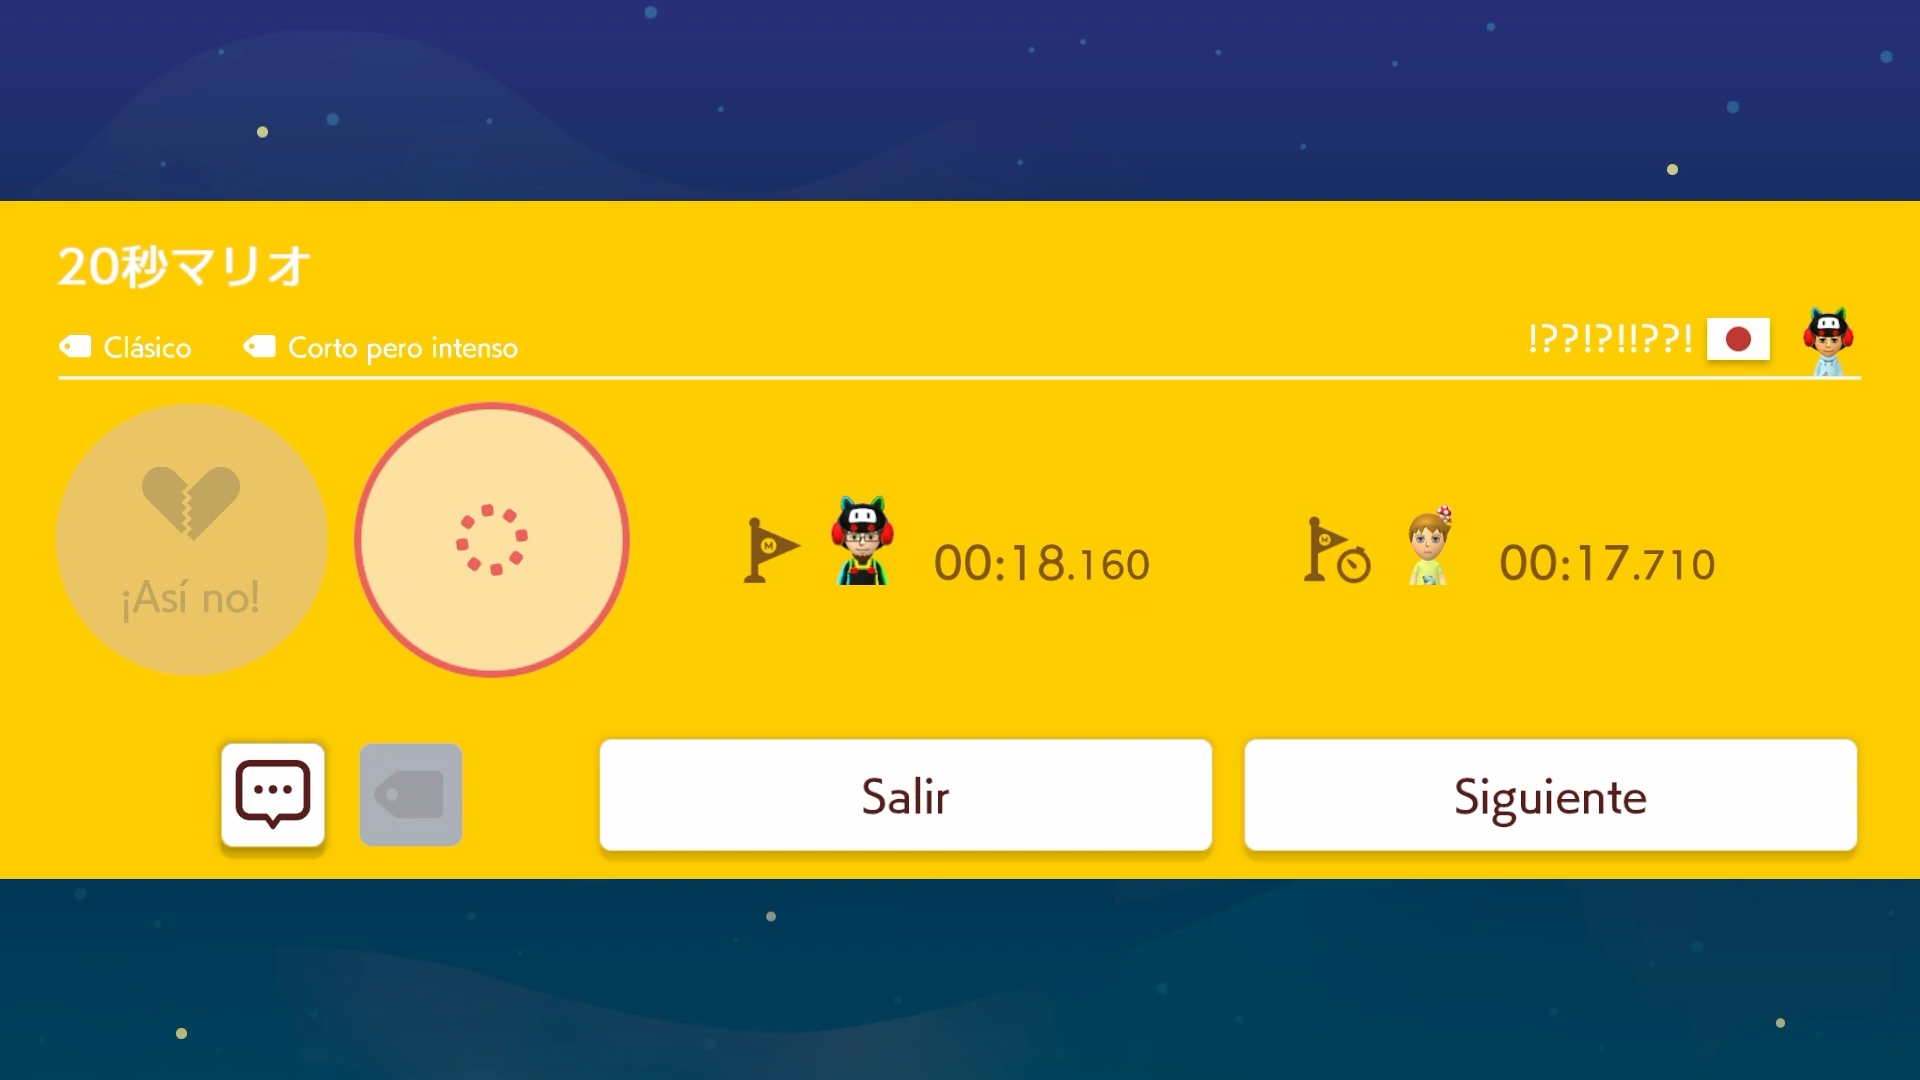 20秒マリオ
Clásico Corto pero intenso
!??!?!!??!
¡Así no!
M 00:18.160
M 00:17.710
Salir Siguiente